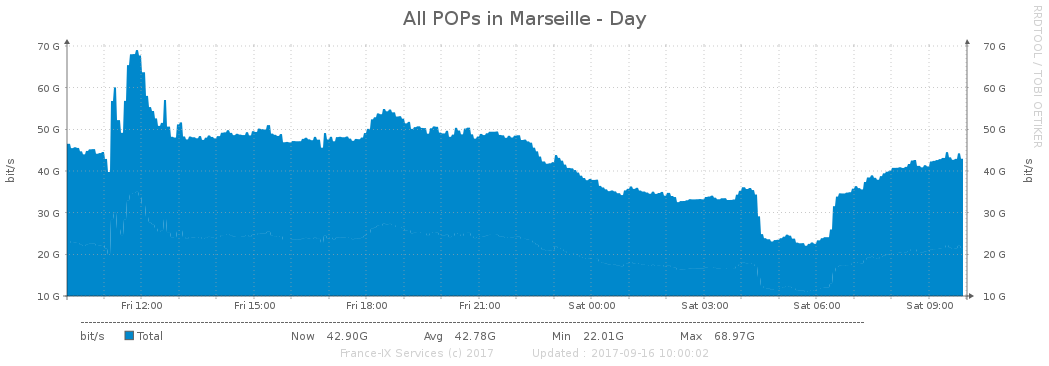 All POPs in Marseille - Day
RRDTOOL / TOBI OETIKER
bit/s
70 G
60 G
50 G
40 G
30 G
20 G
10 G
70 G
60 G
50 G
40 G
30 G
20 G
10 G
bit/s
Fri 12:00 Fri 15:00 Fri 18:00 Fri 21:00 Sat 00:00 Sat 03:00 Sat 06:00 Sat 09:00
bit/s Total Now 42.90G Avg 42.78G Min 22.01G Max 68.97G
France-IX Services (c) 2017 Updated : 2017-09-16 10:00:02